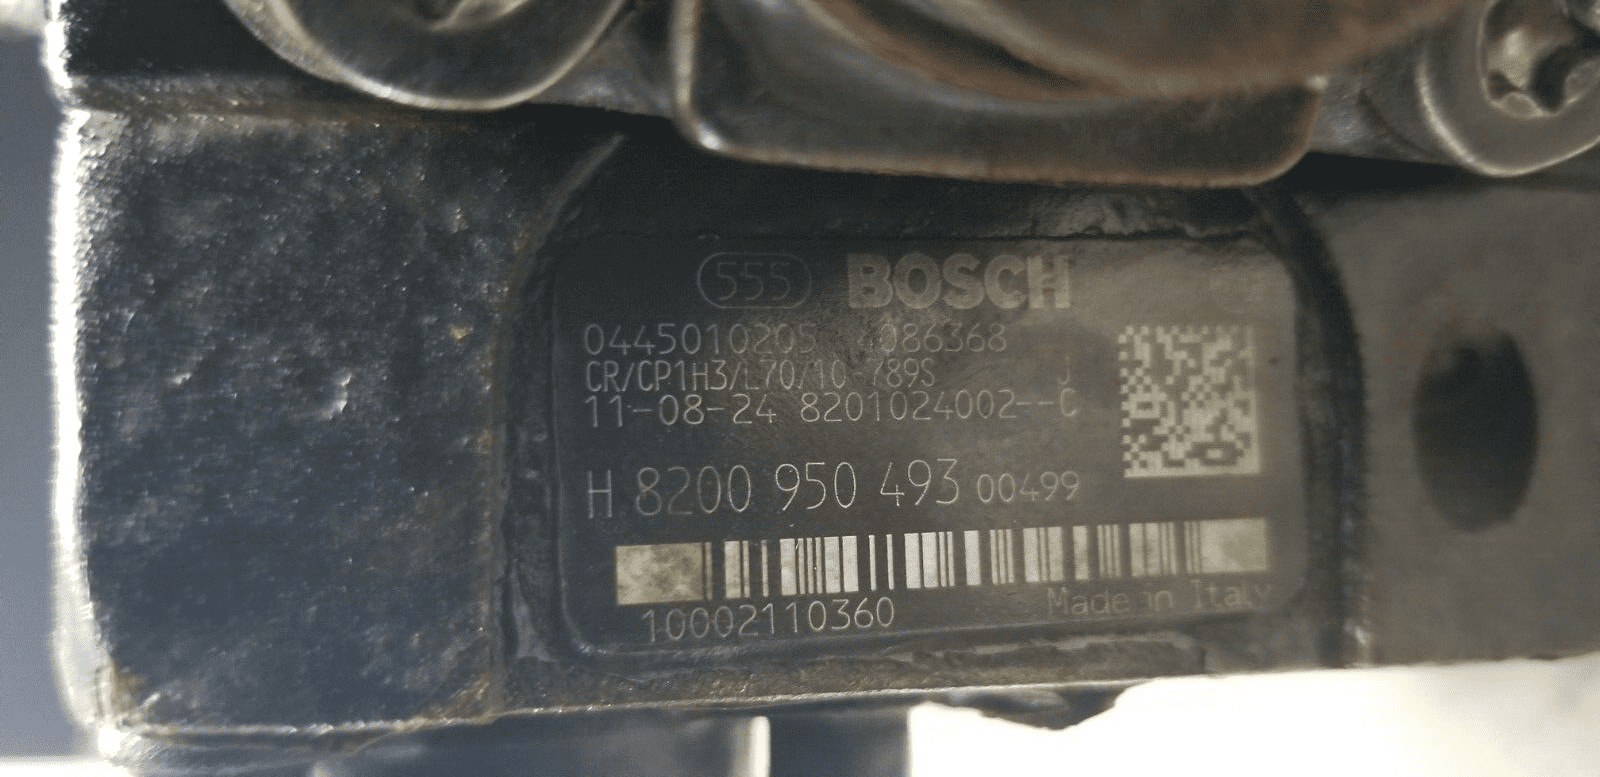 555 BOSCH
0445010205 4086368
CR/CP1H3/L70/10-789S J
11-08-24 8201024002--C
H 8200 950 493 00499
10002110360
Made in Italy